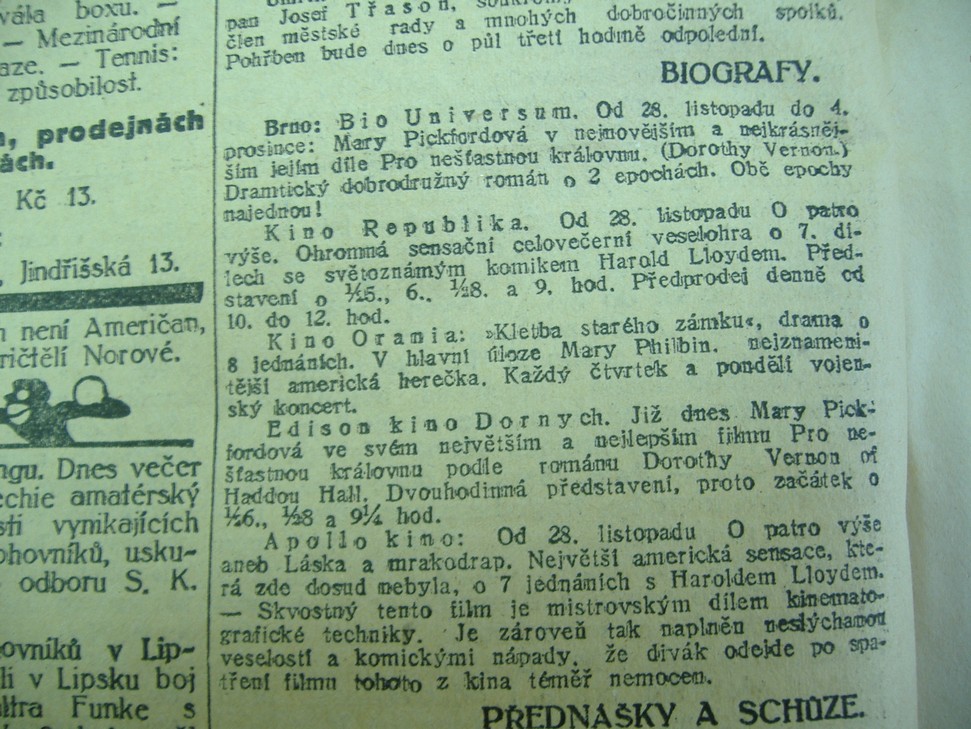 vála boxu. —
— Mezinárodní
aze. — Tennis:
způsobilost.
, prodejnách
ách.
Kč 13.
, Jindřišská 13.
n není Američan,
ričtělí Norové.
ngu. Dnes večer
echie amatérský
sti vynikajících
ohovníků, usku-
odboru S. K.
ovníků v Lip-
li v Lipsku boj
altra Funke s
pan Josef Třasoň,
člen městské rady a mnohých dobročinných spolků.
Pohřben bude dnes o půl třetí hodině odpolední.
BIOGRAFY.
Brno: Bio Universum. Od 28. listopadu do 4.
prosince: Mary Pickfordová v nejnovějším a nejkrásněj-
ším jejím díle Pro nešťastnou královnu. (Dorothy Vernon.)
Dramtický dobrodružný román o 2 epochách. Obě epochy
najednou!
Kino Republika. Od 28. listopadu O patro
výše. Ohromná sensační celovečerní veselohra o 7. dí-
lech se světoznámým komikem Harold Lloydem. Před-
stavení o ½5., 6., ½8. a 9. hod. Předprodej denně od
10. do 12. hod.
Kino Orania: »Kletba starého zámku«, drama o
8 jednáních. V hlavní úloze Mary Philbin. nejznameni-
tější americká herečka. Každý čtvrtek a pondělí vojen-
ský koncert.
Edison kino Dornych. Již dnes Mary Pick-
fordová ve svém největším a nejlepším filmu Pro ne-
šťastnou královnu podle románu Dorothy Vernon of
Haddou Hall. Dvouhodinná představení, proto začátek o
½6., ½8 a 9¼ hod.
Apollo kino: Od 28. listopadu O patro výše
aneb Láska a mrakodrap. Největší americká sensace, kte-
rá zde dosud nebyla, o 7 jednáních s Haroldem Lloydem.
— Skvostný tento film je mistrovským dílem kinemato-
grafické techniky. Je zároveň tak naplněn neslýchanou
veselostí a komickými nápady, že divák odejde po spa-
tření filmu tohoto z kina téměř nemocen.
PŘEDNÁŠKY A SCHŮZE.